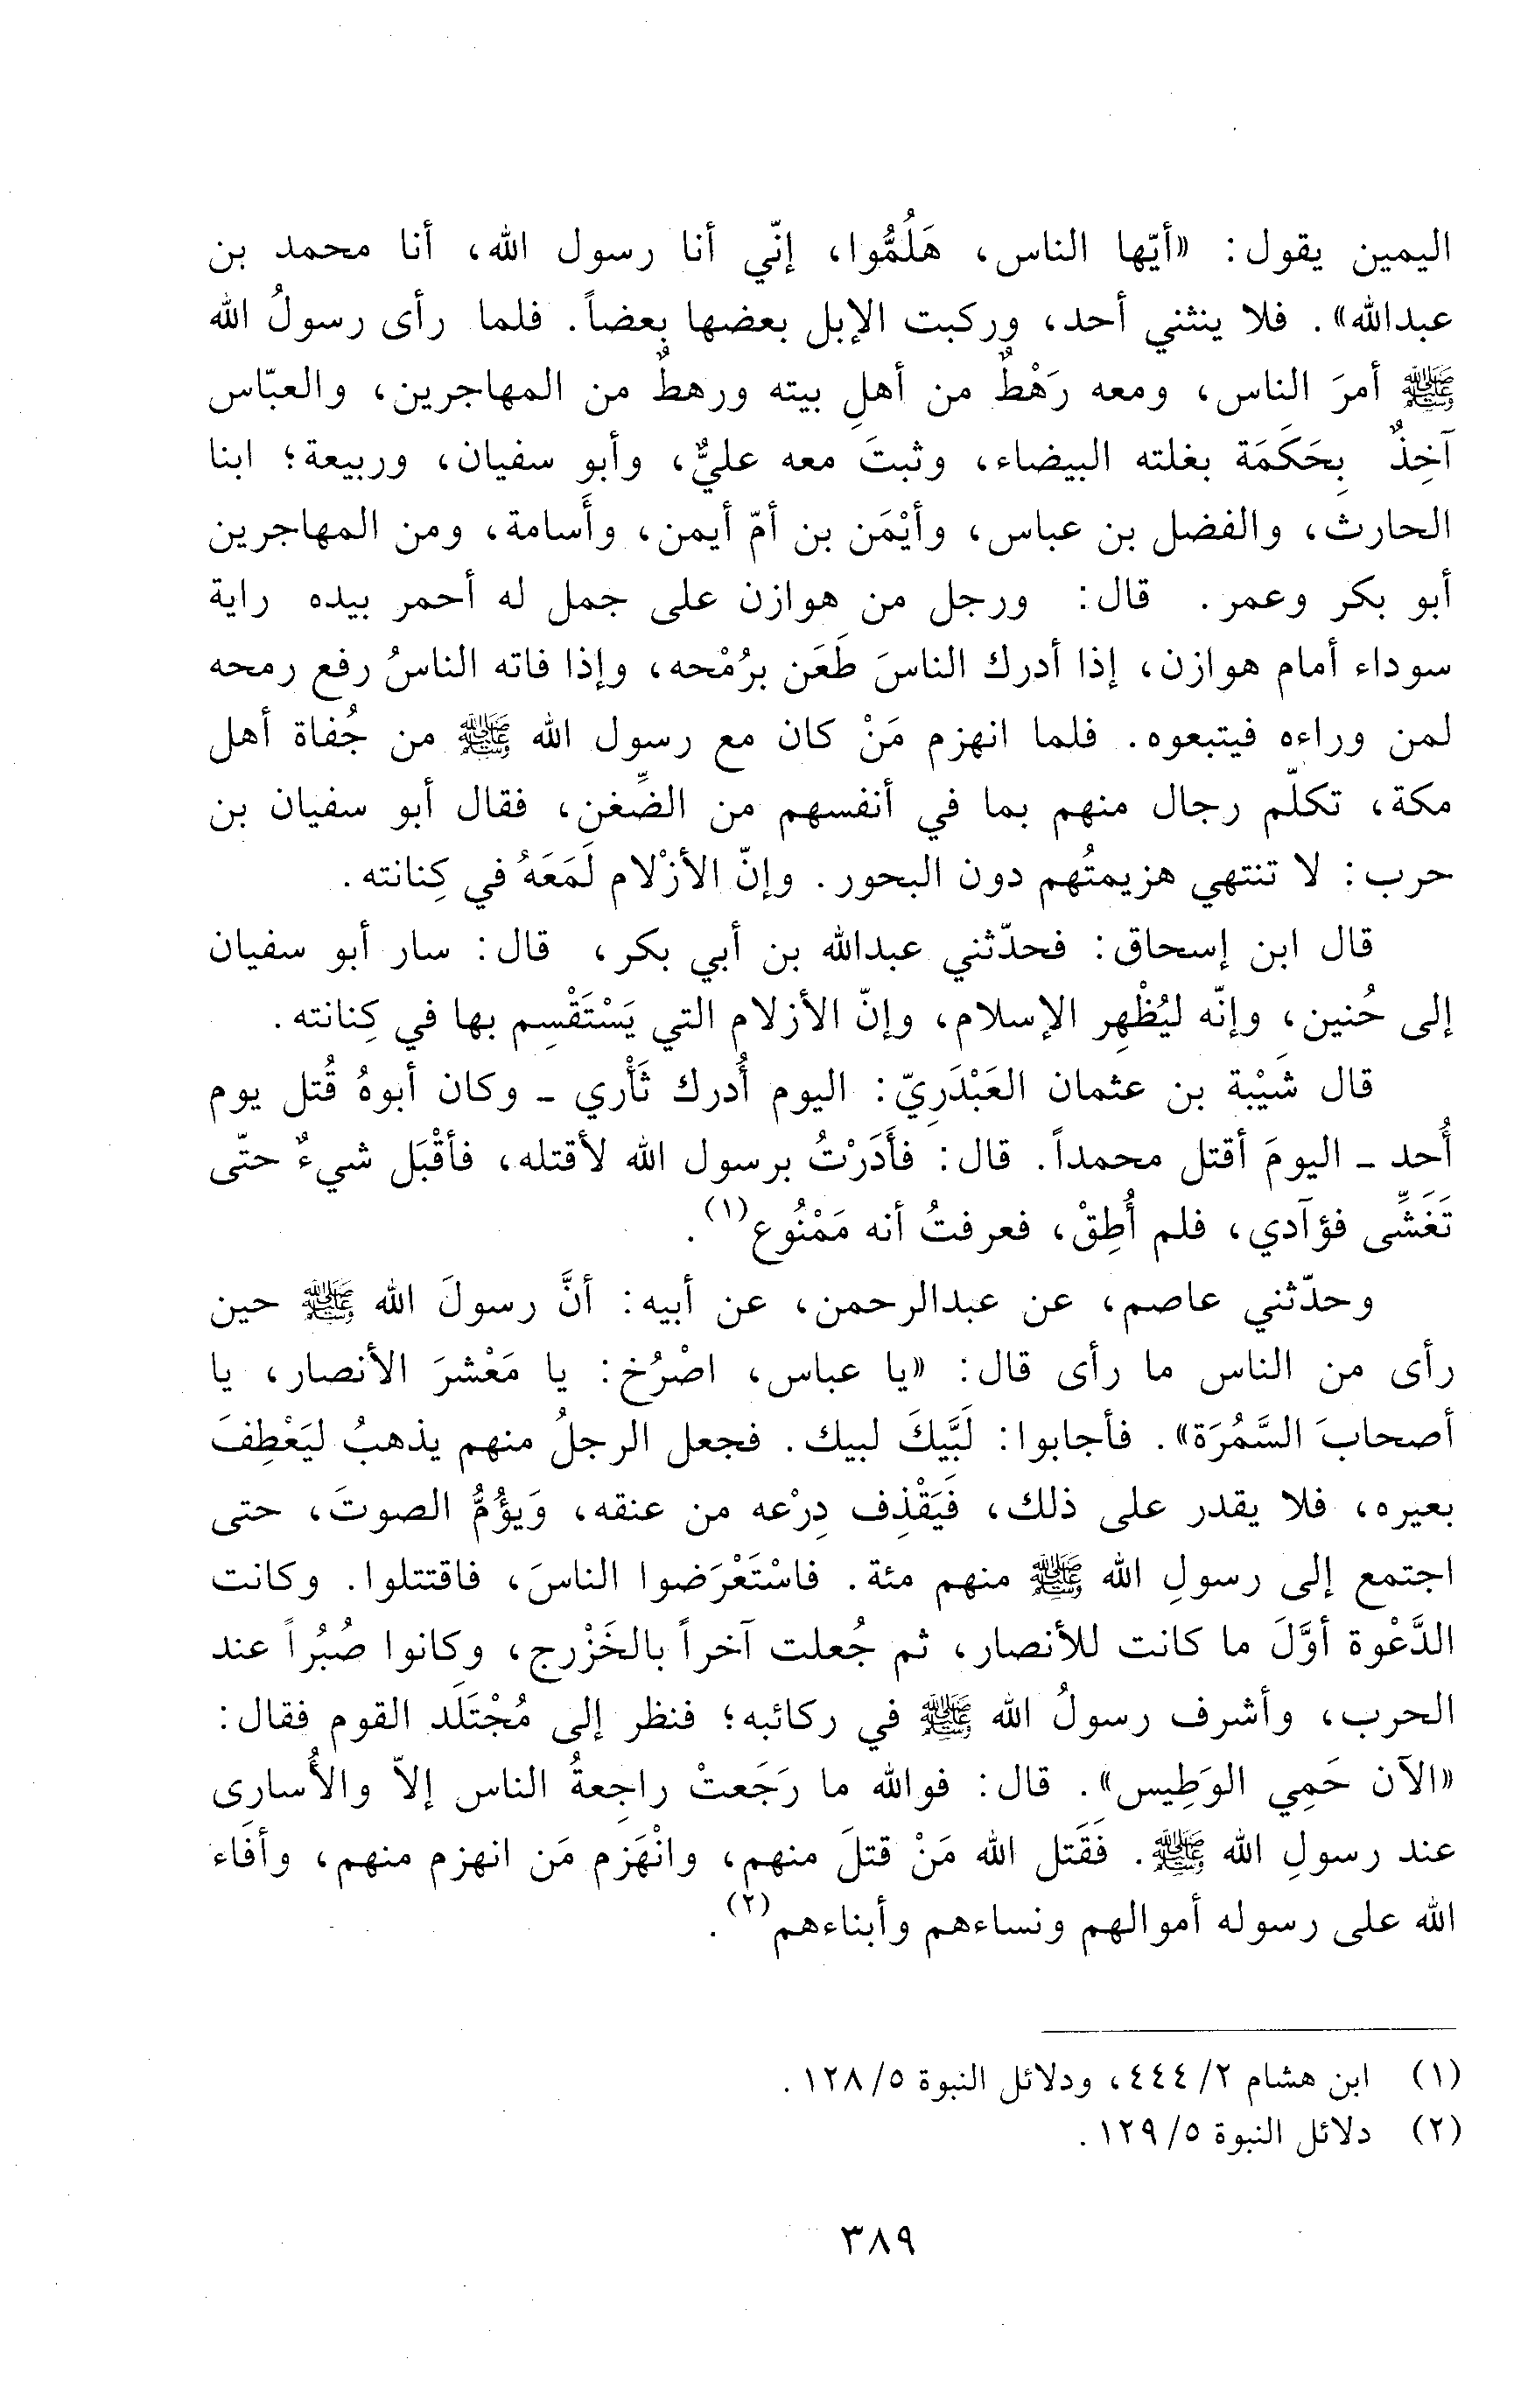 اليمين يقول: «أيّها الناس، هَلُمُّوا، إنّي أنا رسول الله، أنا محمد بن
عبدالله». فلا ينثني أحد، وركبت الإبل بعضها بعضاً. فلما رأى رسولُ الله
ﷺ أمرَ الناس، ومعه رَهْطٌ من أهلِ بيته ورهطٌ من المهاجرين، والعبّاس
آخِذٌ بِحَكَمَة بغلته البيضاء، وثبتَ معه عليٌّ، وأبو سفيان، وربيعة؛ ابنا
الحارث، والفضل بن عباس، وأيْمَن بن أمّ أيمن، وأُسامة، ومن المهاجرين
أبو بكر وعمر. قال: ورجل من هوازن على جمل له أحمر بيده راية
سوداء أمام هوازن، إذا أدرك الناسَ طَعَن برُمْحه، وإذا فاته الناسُ رفع رمحه
لمن وراءه فيتبعوه. فلما انهزم مَنْ كان مع رسول الله ﷺ من جُفاة أهل
مكة، تكلّم رجال منهم بما في أنفسهم من الضِّغن، فقال أبو سفيان بن
حرب: لا تنتهي هزيمتُهم دون البحور. وإنّ الأزْلام لَمَعَهُ في كِنانته.
قال ابن إسحاق: فحدّثني عبدالله بن أبي بكر، قال: سار أبو سفيان
إلى حُنين، وإنّه ليُظْهِر الإسلام، وإنّ الأزلام التي يَسْتَقْسِم بها في كِنانته.
قال شَيْبة بن عثمان العَبْدَرِيّ: اليوم أُدرك ثَأْري - وكان أبوهُ قُتل يوم
أُحد - اليومَ أقتل محمداً. قال: فأَدَرْتُ برسول الله لأقتله، فأقْبَل شيءٌ حتّى
تَغَشَّى فؤآدي، فلم أُطِقْ، فعرفتُ أنه مَمْنُوع(١).
وحدّثني عاصم، عن عبدالرحمن، عن أبيه: أنَّ رسولَ الله ﷺ حين
رأى من الناس ما رأى قال: «يا عباس، اصْرُخ: يا مَعْشرَ الأنصار، يا
أصحابَ السَّمُرَة». فأجابوا: لَبَّيكَ لبيك. فجعل الرجلُ منهم يذهبُ ليَعْطِفَ
بعيره، فلا يقدر على ذلك، فَيَقْذِف دِرْعه من عنقه، وَيؤُمُّ الصوتَ، حتى
اجتمع إلى رسولِ الله ﷺ منهم مئة. فاسْتَعْرَضوا الناسَ، فاقتتلوا. وكانت
الدَّعْوة أوَّلَ ما كانت للأنصار، ثم جُعلت آخراً بالخَزْرج، وكانوا صُبُراً عند
الحرب، وأشرف رسولُ الله ﷺ في ركائبه؛ فنظر إلى مُجْتَلَد القوم فقال:
«الآن حَمِي الوَطِيس». قال: فوالله ما رَجَعتْ راجِعةُ الناس إلاّ والأُسارى
عند رسولِ الله ﷺ. فَقَتل الله مَنْ قتلَ منهم، وانْهَزم مَن انهزم منهم، وأفَاء
الله على رسوله أموالهم ونساءهم وأبناءهم(٢).
(١) ابن هشام ٢/ ٤٤٤، ودلائل النبوة ٥/ ١٢٨.
(٢) دلائل النبوة ٥/ ١٢٩.
٣٨٩